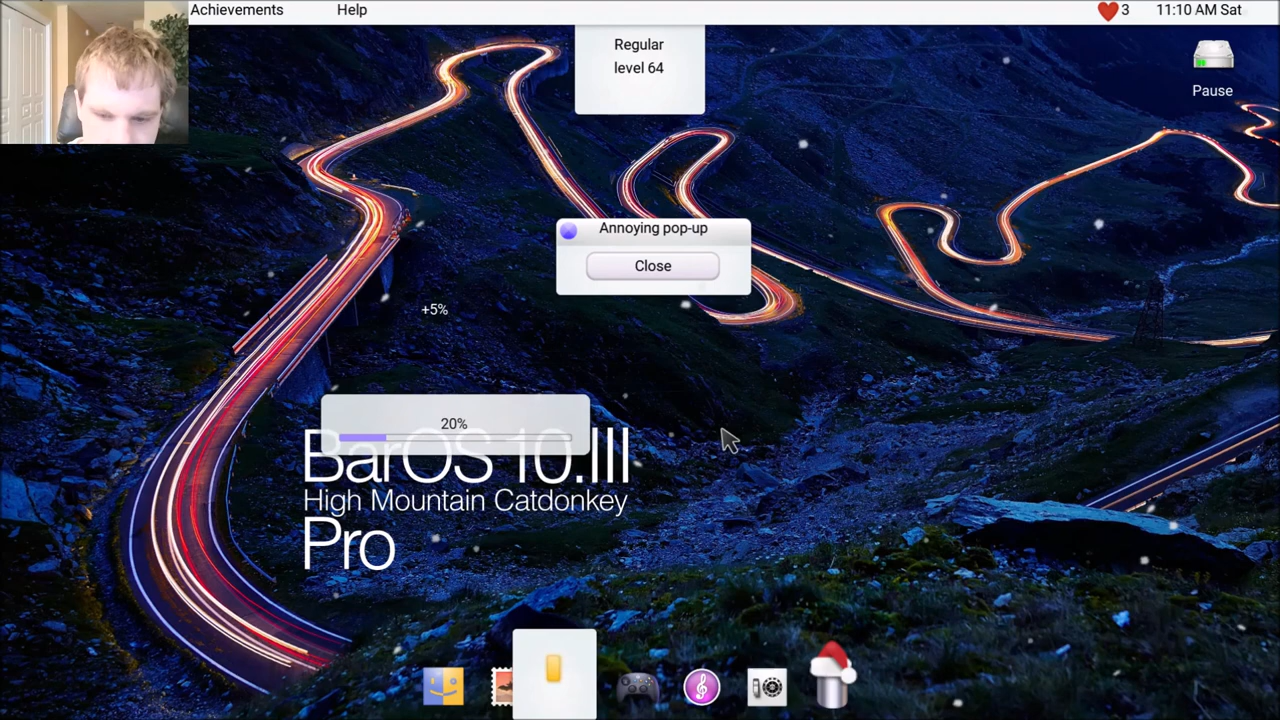 Achievements Help 3 11:10 AM Sat
Regular
level 64
Pause
Annoying pop-up
Close
+5%
20%
BarOS 10.III
High Mountain Catdonkey
Pro